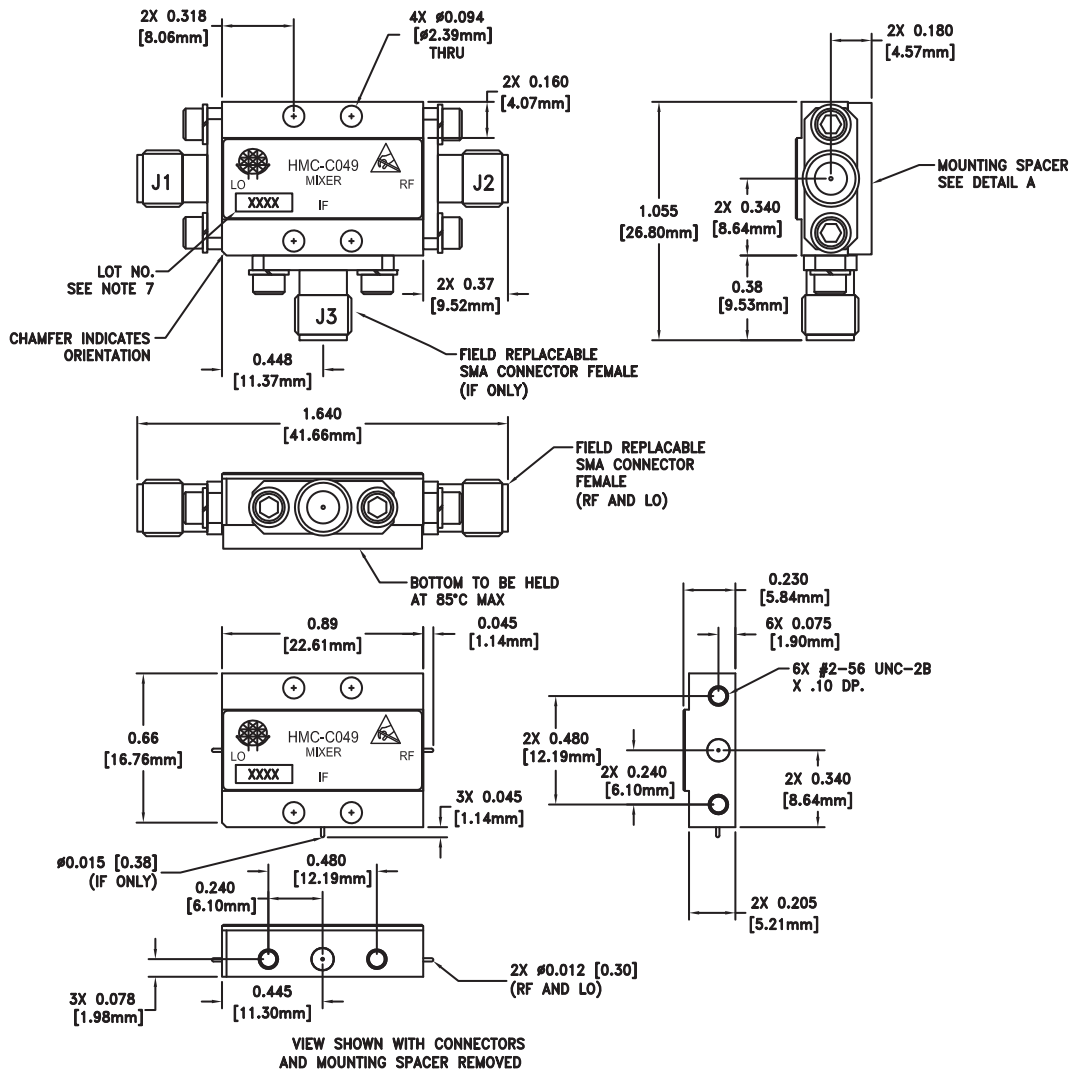 2X 0.318
[8.06mm]
4X ø0.094
[ø2.39mm]
THRU
2X 0.160
[4.07mm]
2X 0.180
[4.57mm]
J1
LO
HMC-C049
MIXER
RF
J2
XXXX
IF
MOUNTING SPACER
SEE DETAIL A
1.055
[26.80mm]
2X 0.340
[8.64mm]
0.38
[9.53mm]
LOT NO.
SEE NOTE 7
2X 0.37
[9.52mm]
J3
CHAMFER INDICATES
ORIENTATION
0.448
[11.37mm]
FIELD REPLACEABLE
SMA CONNECTOR FEMALE
(IF ONLY)
1.640
[41.66mm]
FIELD REPLACABLE
SMA CONNECTOR
FEMALE
(RF AND LO)
BOTTOM TO BE HELD
AT 85°C MAX
0.89
[22.61mm]
0.045
[1.14mm]
0.230
[5.84mm]
6X 0.075
[1.90mm]
6X #2-56 UNC-2B
X .10 DP.
0.66
[16.76mm]
LO
HMC-C049
MIXER
RF
XXXX
IF
2X 0.480
[12.19mm]
2X 0.240
[6.10mm]
2X 0.340
[8.64mm]
3X 0.045
[1.14mm]
ø0.015 [0.38]
(IF ONLY)
0.480
[12.19mm]
0.240
[6.10mm]
2X 0.205
[5.21mm]
2X ø0.012 [0.30]
(RF AND LO)
3X 0.078
[1.98mm]
0.445
[11.30mm]
VIEW SHOWN WITH CONNECTORS
AND MOUNTING SPACER REMOVED